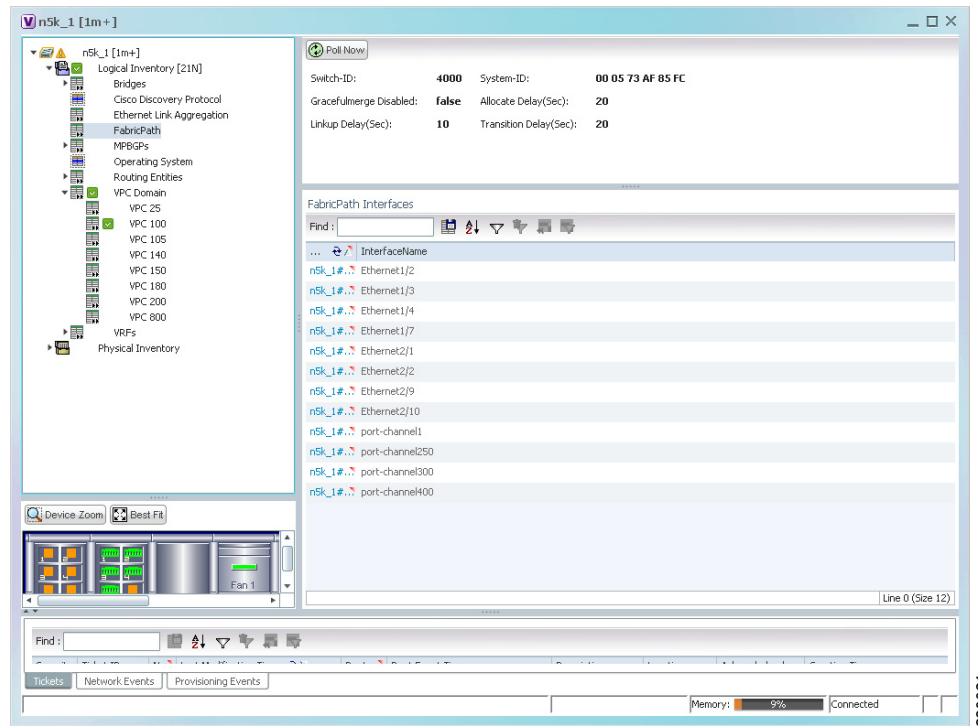 n5k_1 [1m+]
n5k_1 [1m+]
Logical Inventory [21N]
Bridges
Cisco Discovery Protocol
Ethernet Link Aggregation
FabricPath
MPBGPs
Operating System
Routing Entities
VPC Domain
VPC 25
VPC 100
VPC 105
VPC 140
VPC 150
VPC 180
VPC 200
VPC 800
VRFs
Physical Inventory
Poll Now
Switch-ID: 4000 System-ID: 00 05 73 AF 85 FC
Gracefulmerge Disabled: false Allocate Delay(Sec): 20
Linkup Delay(Sec): 10 Transition Delay(Sec): 20
FabricPath Interfaces
Find :
... InterfaceName
n5k_1#.. Ethernet1/2
n5k_1#.. Ethernet1/3
n5k_1#.. Ethernet1/4
n5k_1#.. Ethernet1/7
n5k_1#.. Ethernet2/1
n5k_1#.. Ethernet2/2
n5k_1#.. Ethernet2/9
n5k_1#.. Ethernet2/10
n5k_1#.. port-channel1
n5k_1#.. port-channel250
n5k_1#.. port-channel300
n5k_1#.. port-channel400
Line 0 (Size 12)
Device Zoom Best Fit
Fan 1
Find :
Tickets Network Events Provisioning Events
Memory: 9% Connected